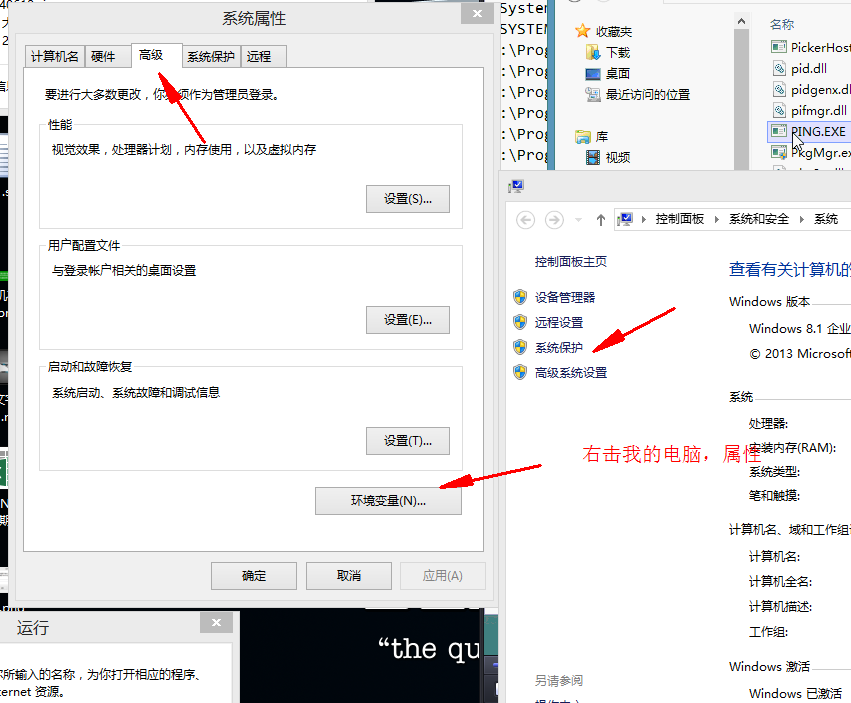 系统属性
计算机名
硬件
高级
系统保护
远程
要进行大多数更改，你
须作为管理员登录。
性能
视觉效果，处理器计划，内存使用，以及虚拟内存
设置(S)...
用户配置文件
与登录帐户相关的桌面设置
设置(E)...
启动和故障恢复
系统启动、系统故障和调试信息
设置(T)...
环境变量(N)...
确定
取消
应用(A)
运行
所输入的名称，为你打开相应的程序、
ternet 资源。
“the qu
System
SYSTEM
:\Prog
:\Prog
:\Prog
:\Prog
:\Prog
:\Prog
收藏夹
下载
桌面
最近访问的位置
库
视频
名称
PickerHost
pid.dll
pidgenx.dl
pifmgr.dll
PING.EXE
PkgMgr.ex
控制面板
系统和安全
系统
控制面板主页
设备管理器
远程设置
系统保护
高级系统设置
右击我的电脑，属性
查看有关计算机的
Windows 版本
Windows 8.1 企业
© 2013 Microsoft
系统
处理器:
安装内存(RAM):
系统类型:
笔和触摸:
计算机名、域和工作组
计算机名:
计算机全名:
计算机描述:
工作组:
Windows 激活
Windows 已激活
另请参阅